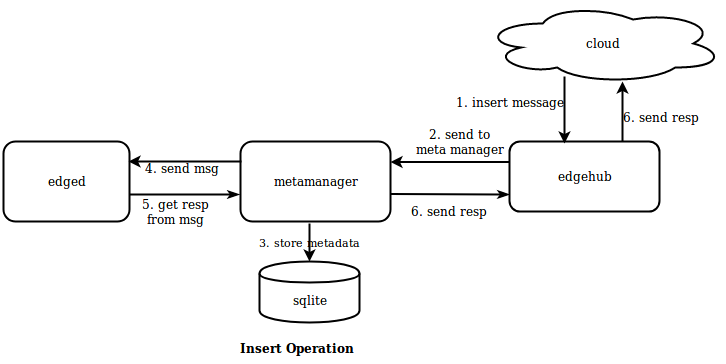 cloud
1. insert message
6. send resp
2. send to
meta manager
edgehub
edged
4. send msg
metamanager
5. get resp
from msg
6. send resp
3. store metadata
sqlite
Insert Operation